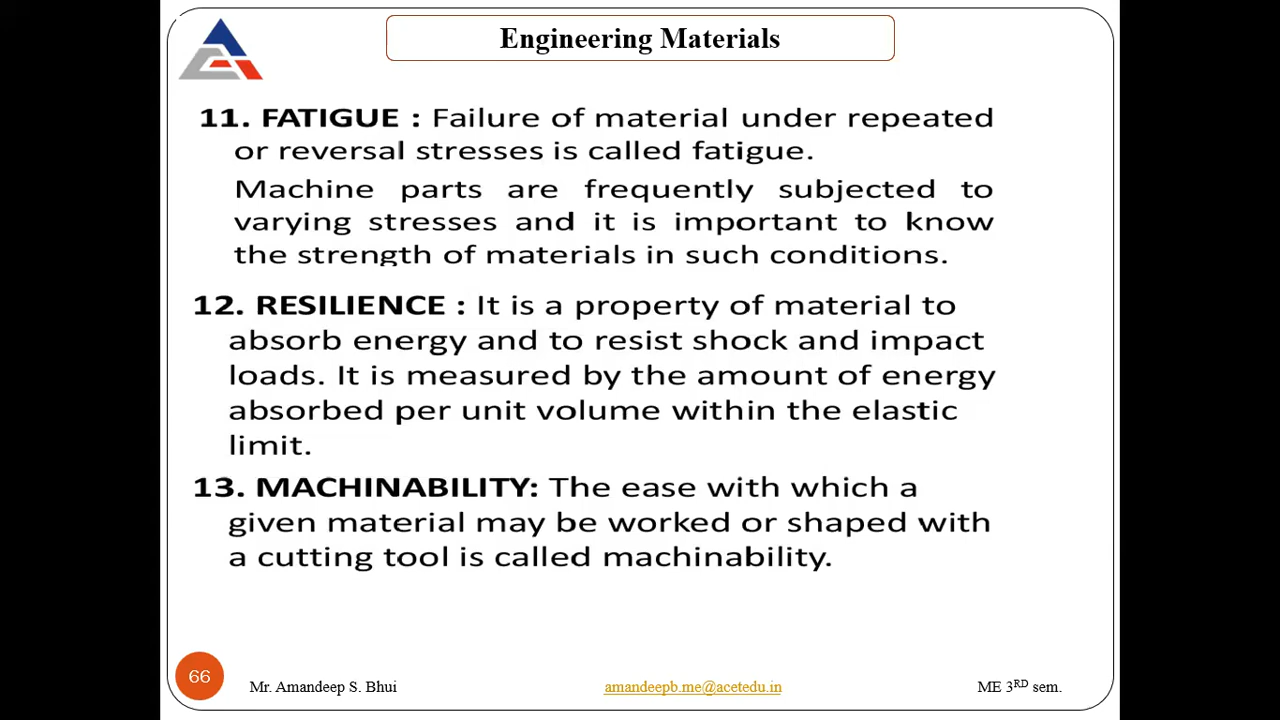 Engineering Materials
11. FATIGUE : Failure of material under repeated
or reversal stresses is called fatigue.
Machine parts are frequently subjected to
varying stresses and it is important to know
the strength of materials in such conditions.
12. RESILIENCE : It is a property of material to
absorb energy and to resist shock and impact
loads. It is measured by the amount of energy
absorbed per unit volume within the elastic
limit.
13. MACHINABILITY: The ease with which a
given material may be worked or shaped with
a cutting tool is called machinability.
66
Mr. Amandeep S. Bhui
amandeepb.me@acetedu.in
ME 3RD sem.